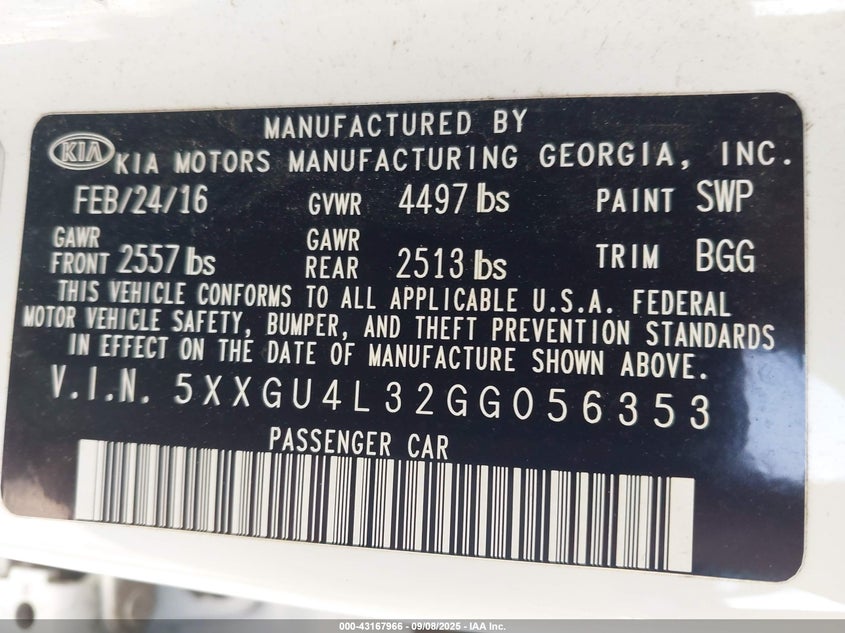 MANUFACTURED BY
KIA KIA MOTORS MANUFACTURING GEORGIA, INC.
FEB/24/16 GVWR 4497 lbs PAINT SWP
GAWR FRONT 2557 lbs GAWR REAR 2513 lbs TRIM BGG
THIS VEHICLE CONFORMS TO ALL APPLICABLE U.S.A. FEDERAL
MOTOR VEHICLE SAFETY, BUMPER, AND THEFT PREVENTION STANDARDS
IN EFFECT ON THE DATE OF MANUFACTURE SHOWN ABOVE.
V.I.N. 5XXGU4L32GG056353
PASSENGER CAR
000-43167966 - 09/08/2025 - IAA Inc.